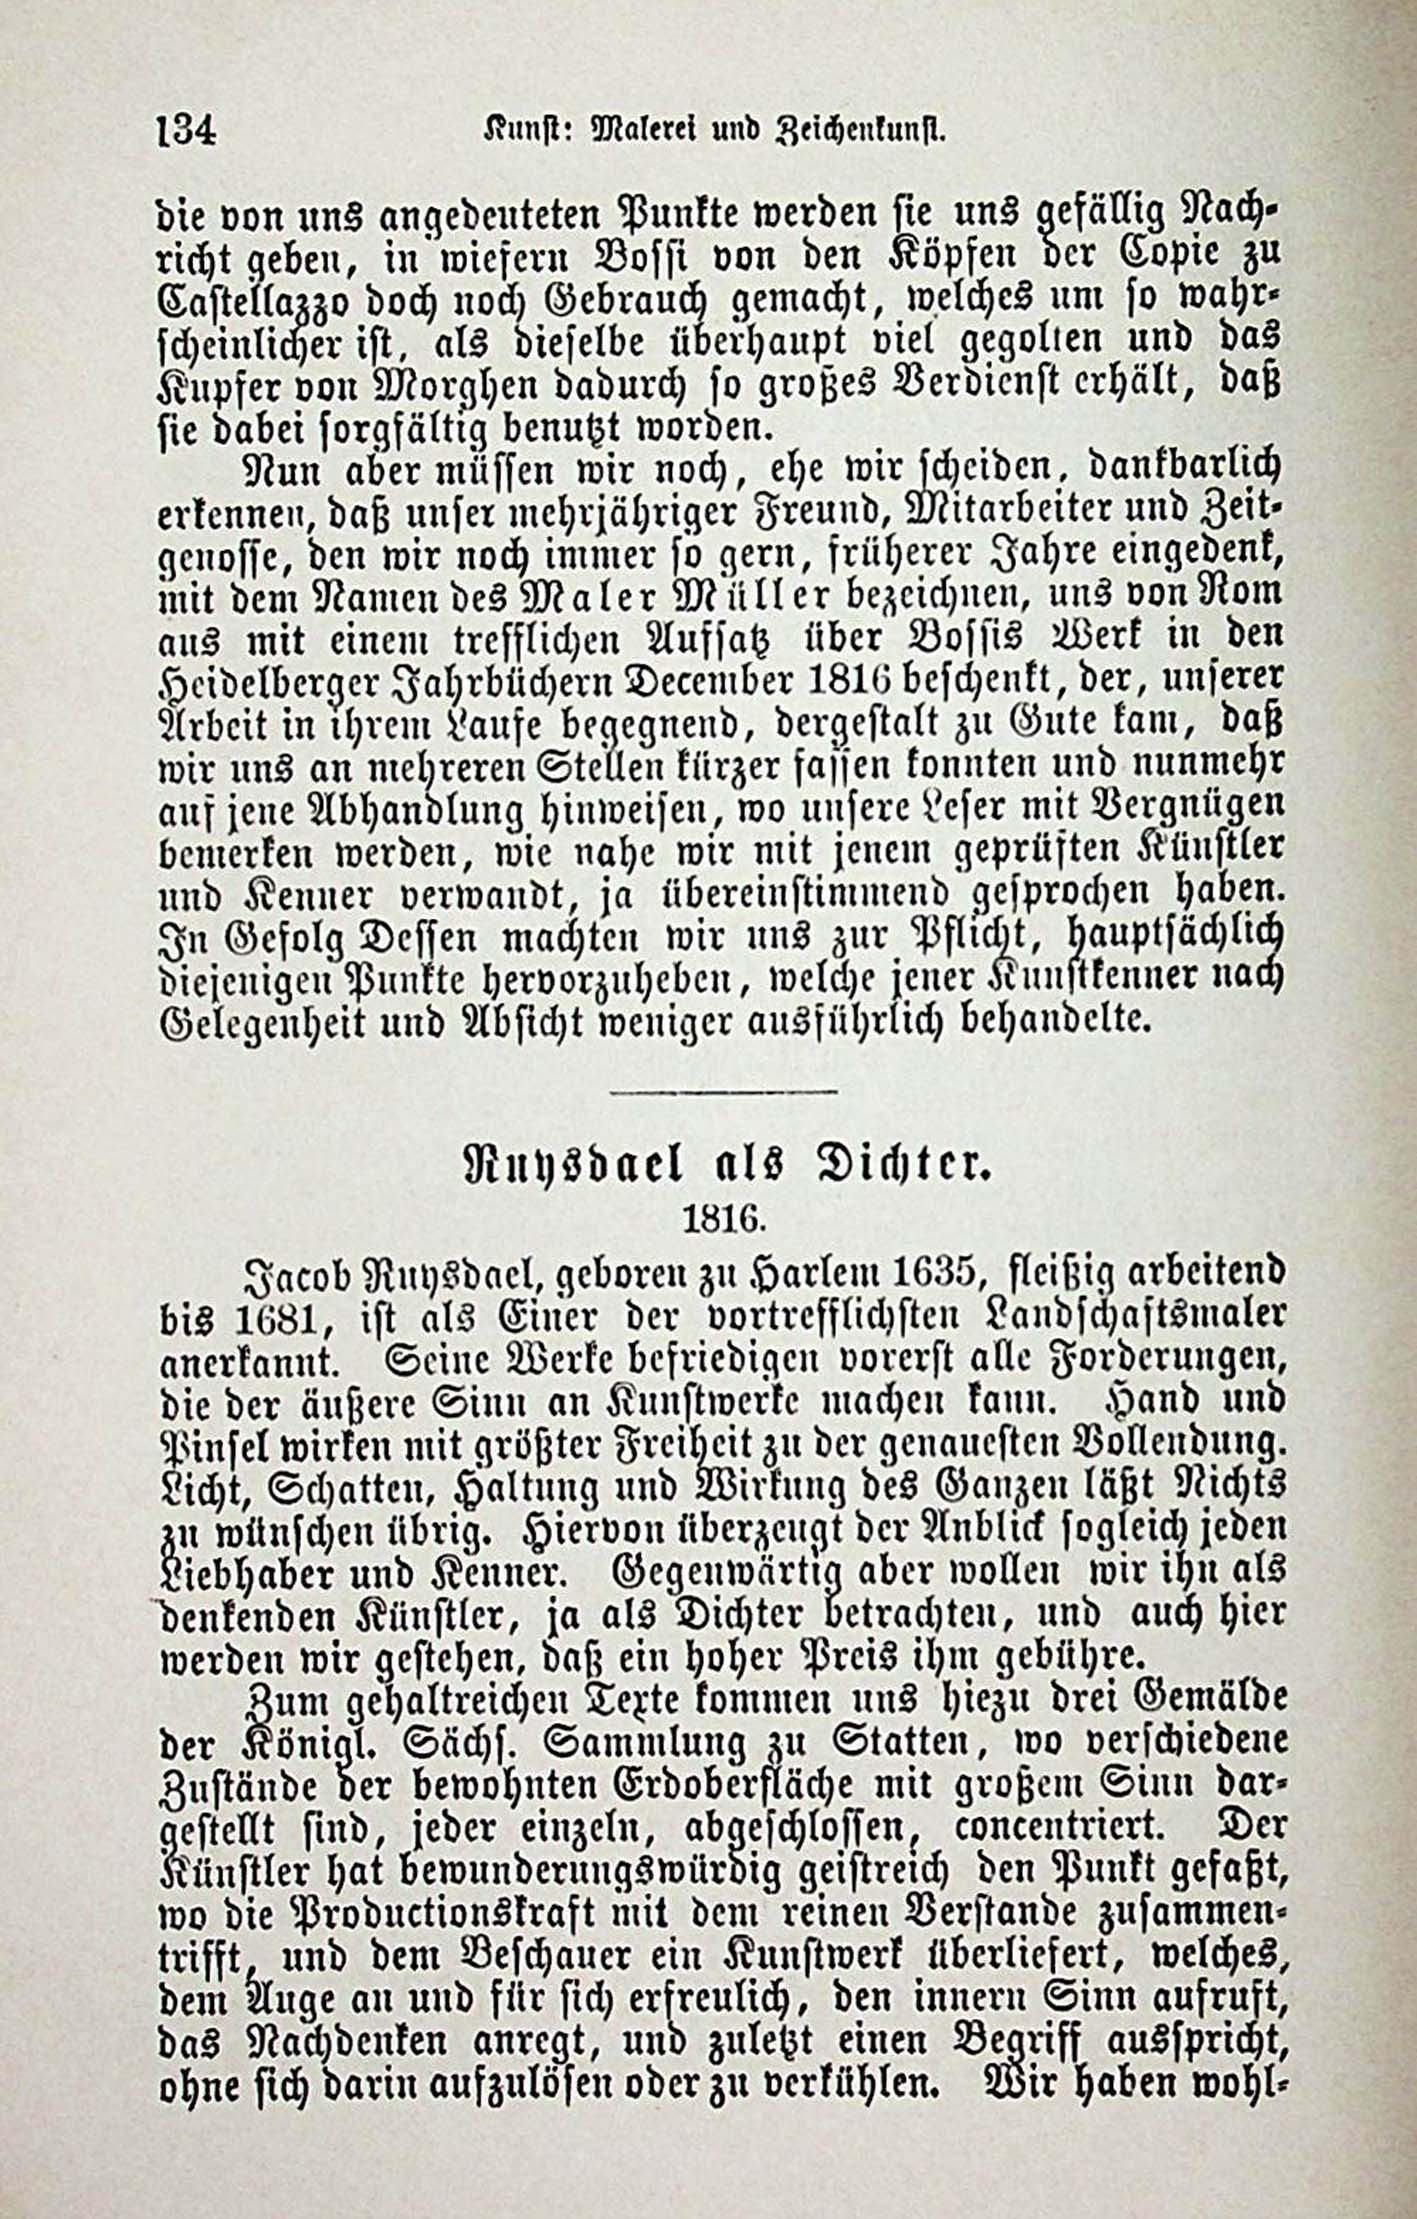 134
Kunst: Malerei und Zeichenkunst.
die von uns angedeuteten Punkte werden sie uns gefällig Nach-
richt geben, in wiefern Bossi von den Köpfen der Copie zu
Castellazzo doch noch Gebrauch gemacht, welches um so wahr-
scheinlicher ist, als dieselbe überhaupt viel gegolten und das
Kupfer von Morghen dadurch so großes Verdienst erhält, daß
sie dabei sorgfältig benutzt worden.
Nun aber müssen wir noch, ehe wir scheiden, dankbarlich
erkennen, daß unser mehrjähriger Freund, Mitarbeiter und Zeit-
genosse, den wir noch immer so gern, früherer Jahre eingedenk,
mit dem Namen des Maler Müller bezeichnen, uns von Rom
aus mit einem trefflichen Aufsatz über Bossis Werk in den
Heidelberger Jahrbüchern December 1816 beschenkt, der, unserer
Arbeit in ihrem Laufe begegnend, dergestalt zu Gute kam, daß
wir uns an mehreren Stellen kürzer fassen konnten und nunmehr
auf jene Abhandlung hinweisen, wo unsere Leser mit Vergnügen
bemerken werden, wie nahe wir mit jenem geprüften Künstler
und Kenner verwandt, ja übereinstimmend gesprochen haben.
In Gefolg Dessen machten wir uns zur Pflicht, hauptsächlich
diejenigen Punkte hervorzuheben, welche jener Kunstkenner nach
Gelegenheit und Absicht weniger ausführlich behandelte.
Ruysdael als Dichter.
1816.
Jacob Ruysdael, geboren zu Harlem 1635, fleißig arbeitend
bis 1681, ist als Einer der vortrefflichsten Landschaftsmaler
anerkannt. Seine Werke befriedigen vorerst alle Forderungen,
die der äußere Sinn an Kunstwerke machen kann. Hand und
Pinsel wirken mit größter Freiheit zu der genauesten Vollendung.
Licht, Schatten, Haltung und Wirkung des Ganzen läßt Nichts
zu wünschen übrig. Hiervon überzeugt der Anblick sogleich jeden
Liebhaber und Kenner. Gegenwärtig aber wollen wir ihn als
denkenden Künstler, ja als Dichter betrachten, und auch hier
werden wir gestehen, daß ein hoher Preis ihm gebühre.
Zum gehaltreichen Texte kommen uns hiezu drei Gemälde
der Königl. Sächs. Sammlung zu Statten, wo verschiedene
Zustände der bewohnten Erdoberfläche mit großem Sinn dar-
gestellt sind, jeder einzeln, abgeschlossen, concentriert. Der
Künstler hat bewunderungswürdig geistreich den Punkt gefaßt,
wo die Productionskraft mit dem reinen Verstande zusammen-
trifft, und dem Beschauer ein Kunstwerk überliefert, welches,
dem Auge an und für sich erfreulich, den innern Sinn aufruft,
das Nachdenken anregt, und zuletzt einen Begriff ausspricht,
ohne sich darin aufzulösen oder zu verkühlen. Wir haben wohl-